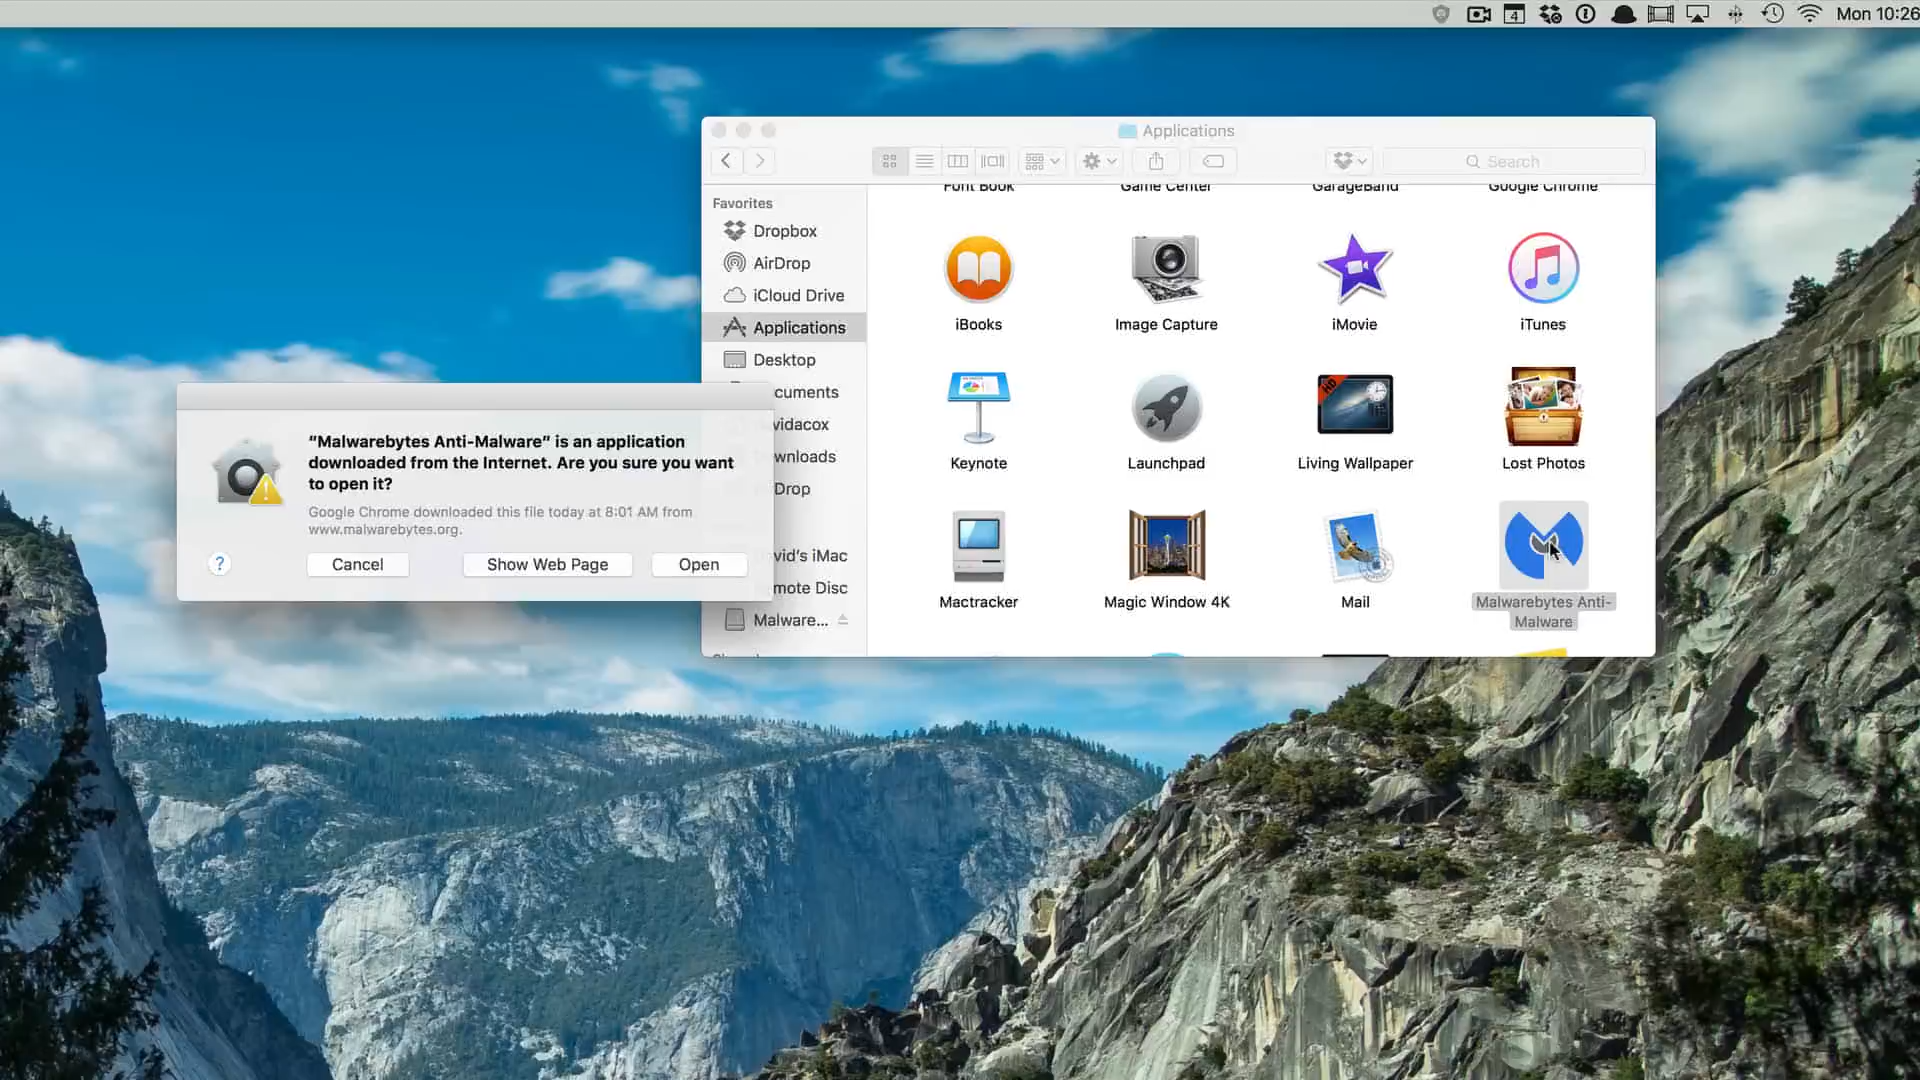 Mon 10:26
Applications
Search
Favorites
Dropbox
AirDrop
iCloud Drive
Applications
Desktop
cuments
vidacox
wnloads
Drop
vid's iMac
mote Disc
Malware...
Font Book
Game Center
GarageBand
Google Chrome
iBooks
Image Capture
iMovie
iTunes
Keynote
Launchpad
Living Wallpaper
Lost Photos
Mactracker
Magic Window 4K
Mail
Malwarebytes Anti-
Malware
“Malwarebytes Anti-Malware” is an application
downloaded from the Internet. Are you sure you want
to open it?
Google Chrome downloaded this file today at 8:01 AM from
www.malwarebytes.org.
?
Cancel
Show Web Page
Open
4
HD